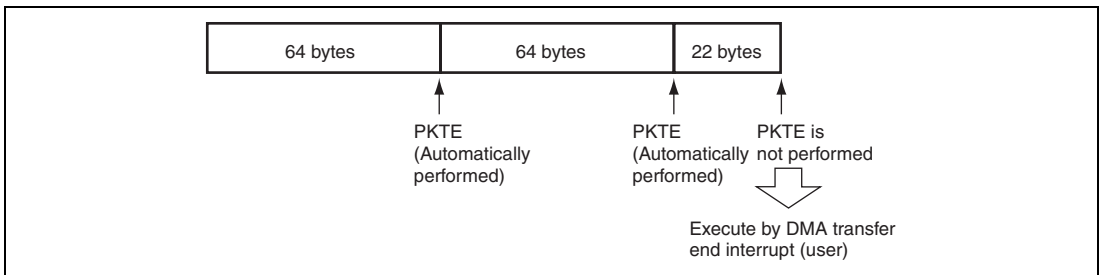 64 bytes
64 bytes
22 bytes
PKTE
(Automatically
performed)
PKTE
(Automatically
performed)
PKTE is
not performed
Execute by DMA transfer
end interrupt (user)